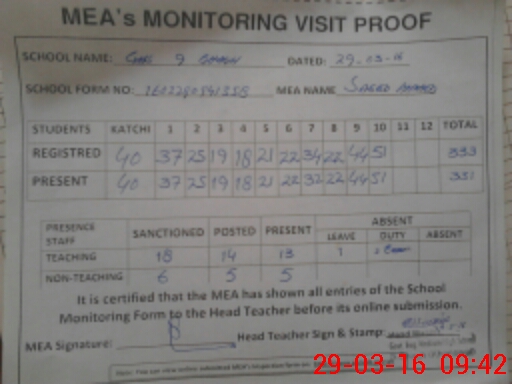 MEA's MONITORING VISIT PROOF
SCHOOL NAME: DATED: 29-03-16
SCHOOL FORM NO: MEA NAME Saeed Ahmad
STUDENTS KATCHI 1 2 3 4 5 6 7 8 9 10 11 12 TOTAL
REGISTRED 40 37 25 19 18 21 22 34 22 44 51 333
PRESENT 40 37 25 19 18 21 22 32 22 44 51 331
PRESENCE STAFF SANCTIONED POSTED PRESENT ABSENT
LEAVE DUTY ABSENT
TEACHING 18 14 13 1
NON-TEACHING 6 5 5
It is certified that the MEA has shown all entries of the School
Monitoring Form to the Head Teacher before its online submission.
MEA Signature: Head Teacher Sign & Stamp:
29-03-16 09:42